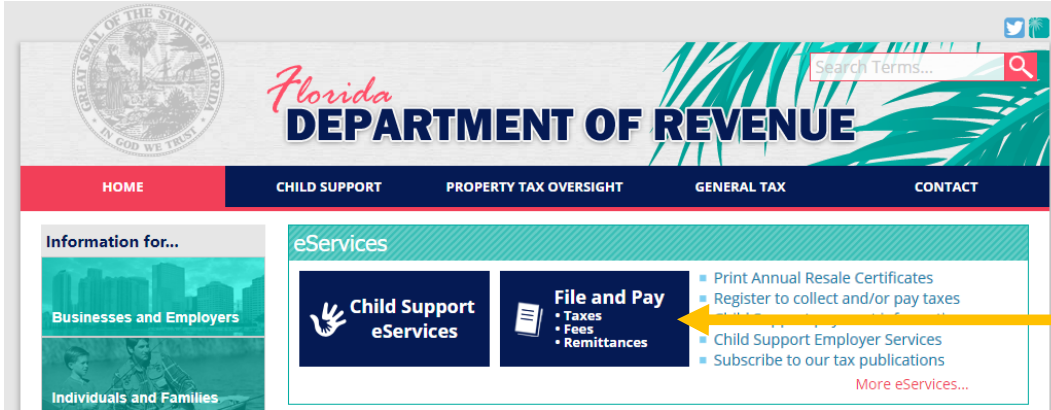 GREAT SEAL OF THE STATE OF FLORIDA
IN GOD WE TRUST
Search Terms...
Florida
DEPARTMENT OF REVENUE
HOME CHILD SUPPORT PROPERTY TAX OVERSIGHT GENERAL TAX CONTACT
Information for...
Businesses and Employers
Individuals and Families
eServices
Child Support
eServices
File and Pay
• Taxes
• Fees
• Remittances
Print Annual Resale Certificates
Register to collect and/or pay taxes
Child Support
Child Support Employer Services
Subscribe to our tax publications
More eServices...